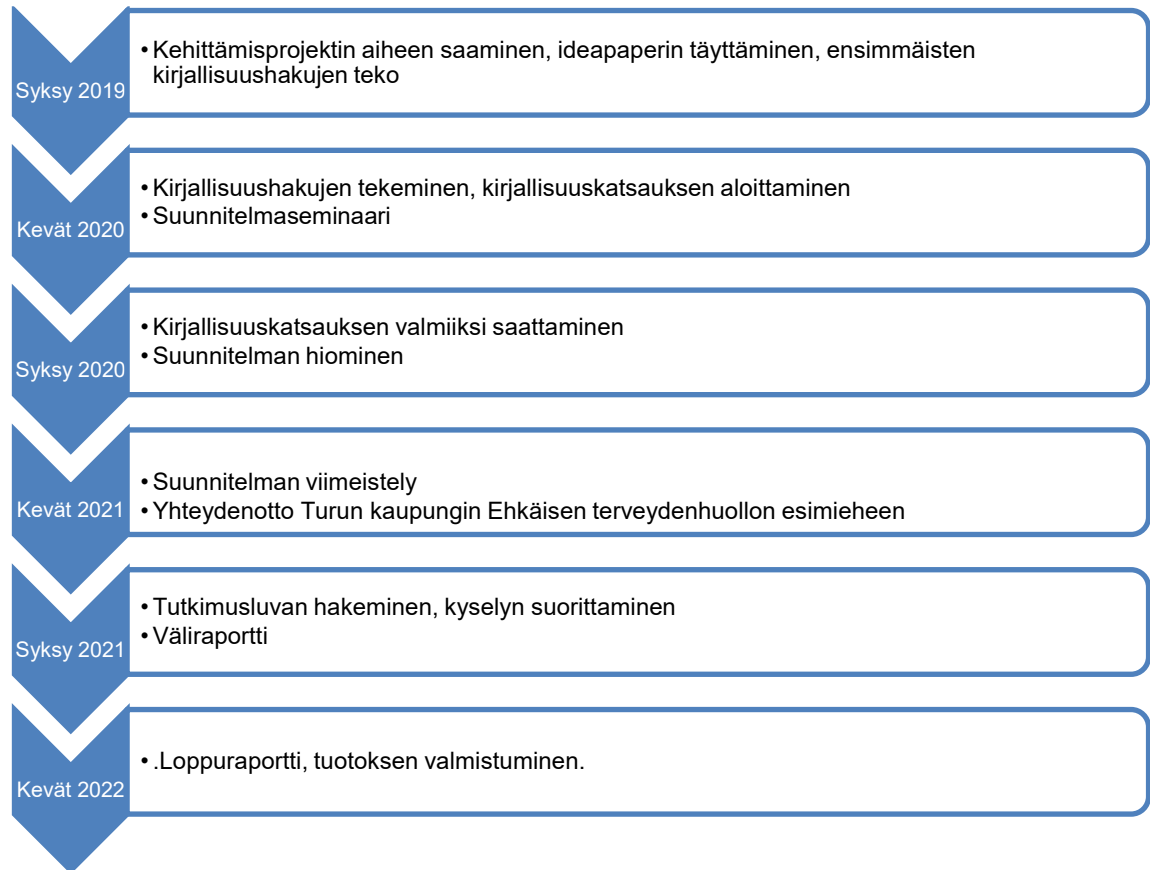 Syksy 2019
• Kehittämisprojektin aiheen saaminen, ideapaperin täyttäminen, ensimmäisten
kirjallisuushakujen teko
Kevät 2020
• Kirjallisuushakujen tekeminen, kirjallisuuskatsauksen aloittaminen
• Suunnitelmaseminaari
Syksy 2020
• Kirjallisuuskatsauksen valmiiksi saattaminen
• Suunnitelman hiominen
Kevät 2021
• Suunnitelman viimeistely
• Yhteydenotto Turun kaupungin Ehkäisen terveydenhuollon esimieheen
Syksy 2021
• Tutkimusluvan hakeminen, kyselyn suorittaminen
• Väliraportti
Kevät 2022
• .Loppuraportti, tuotoksen valmistuminen.